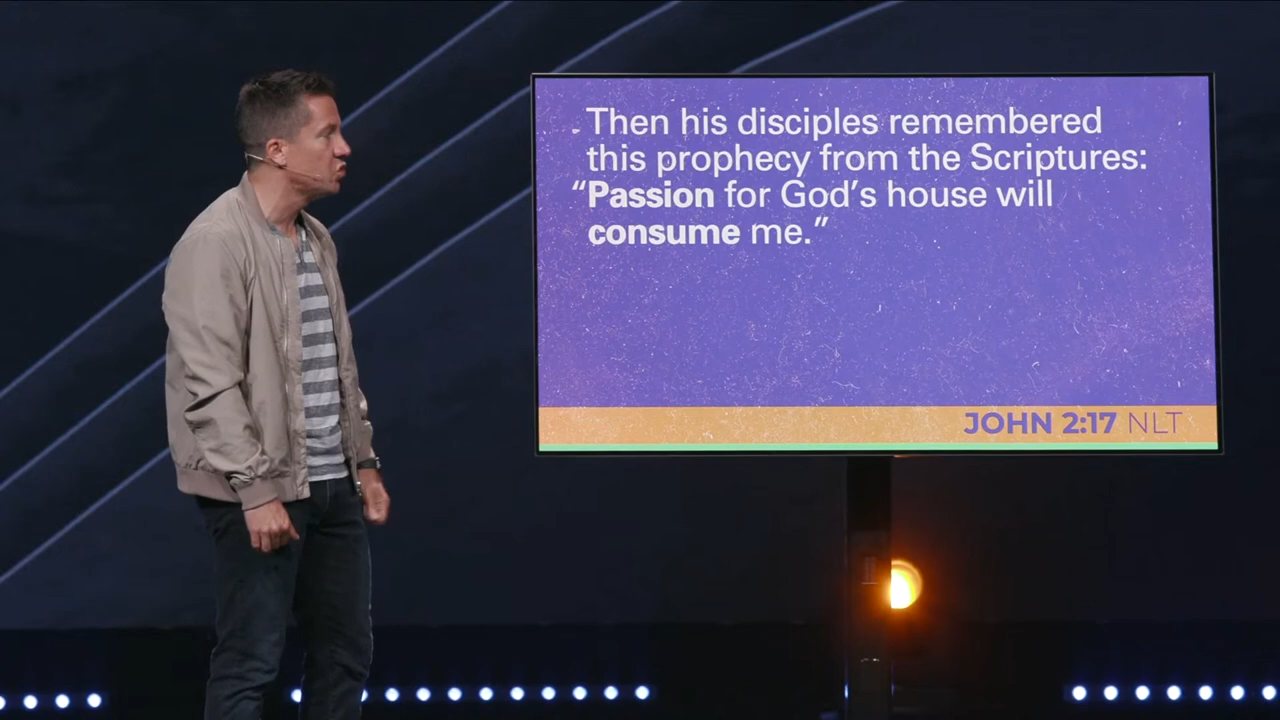 Then his disciples remembered
this prophecy from the Scriptures:
“Passion for God’s house will
consume me.”
JOHN 2:17 NLT